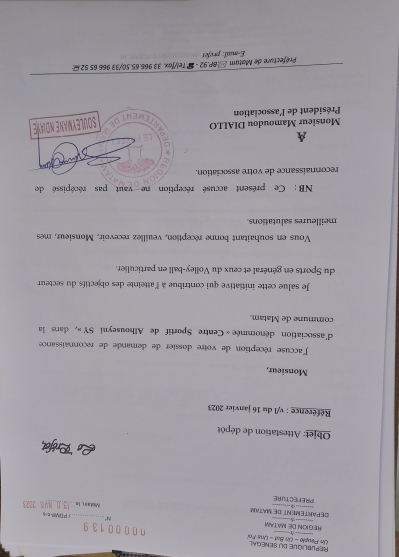 REPUBLIQUE DU SENEGAL
Un Peuple – Un But – Une Foi
REGION DE MATAM
DEPARTEMENT DE MATAM
PREFECTURE
00000139
N° / PDMM-s-s
Matam, le 2023
Le Préfet,
Objet: Attestation de dépôt
Référence : v/l du 16 janvier 2023
Monsieur,
J'accuse réception de votre dossier de demande de reconnaissance
d'association dénommée « Centre Sportif de Alhouseyni SY », dans la
commune de Matam.
Je salue cette initiative qui contribue à l'atteinte des objectifs du secteur
du Sports en général et ceux du Volley-ball en particulier.
Vous en souhaitant bonne réception, veuillez recevoir, Monsieur, mes
meilleures salutations.
NB : Ce présent accusé réception ne vaut pas récépissé de
reconnaissance de votre association.
REGION DE MATAM
DEPARTEMENT DE
SOULEYMANE NDIAYE
A
Monsieur Mamoudou DIALLO
Président de l'association
Préfecture de Matam BP.92 - Tel/fax. 33 966.65.50/33 966 65 52
E-mail: prefet